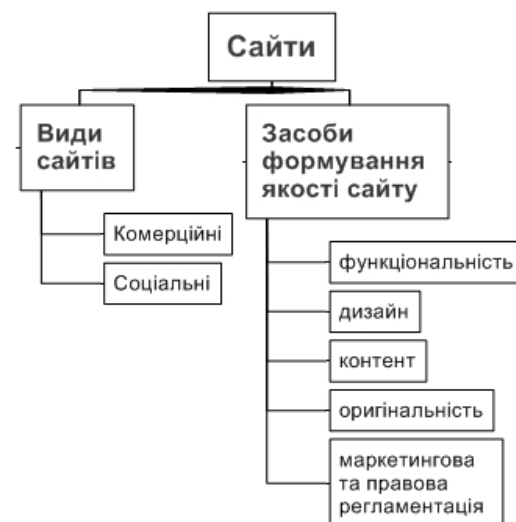 Сайти
Види
сайтів
Комерційні
Соціальні
Засоби
формування
якості сайту
функціональність
дизайн
контент
оригінальність
маркетингова
та правова
регламентація